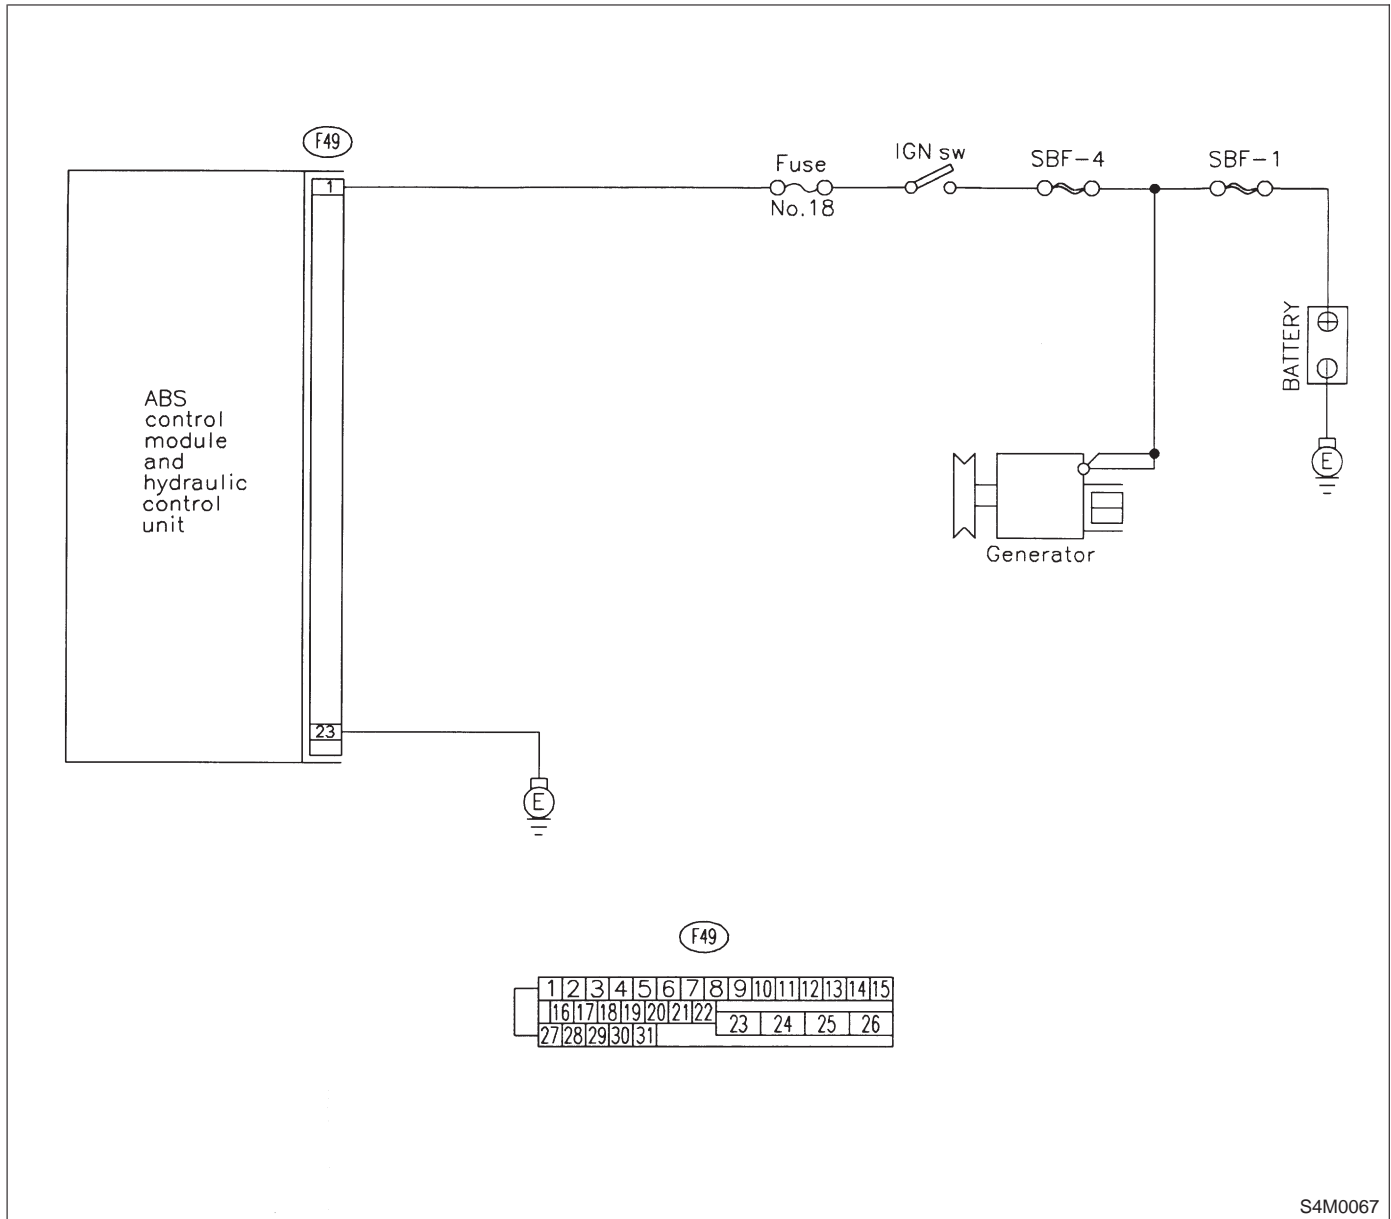 F49
1
Fuse
No.18
IGN sw
SBF-4
SBF-1
BATTERY
E
ABS
control
module
and
hydraulic
control
unit
Generator
23
E
F49
1 2 3 4 5 6 7 8 9 10 11 12 13 14 15
16 17 18 19 20 21 22
23 24 25 26
27 28 29 30 31
S4M0067